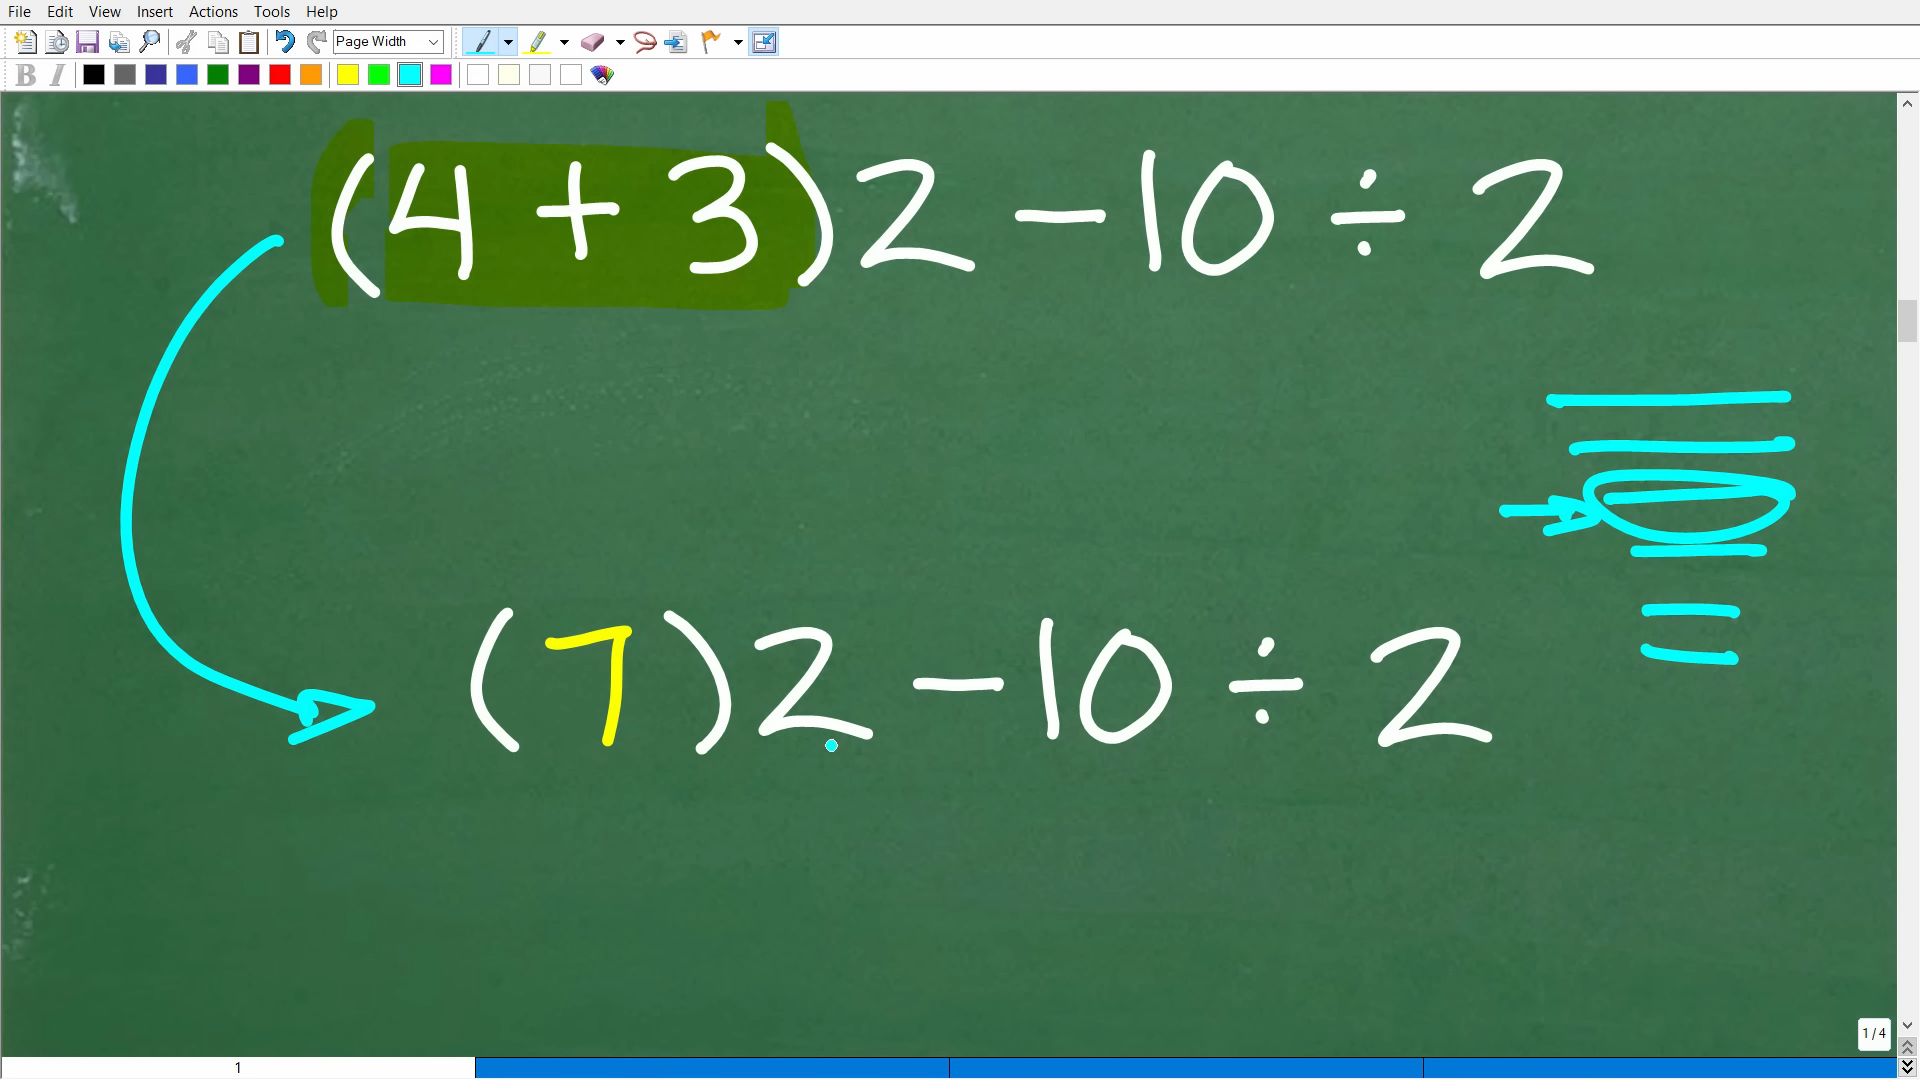 File Edit View Insert Actions Tools Help
Page Width
B I
(4 + 3)2 - 10 ÷ 2
(7)2 - 10 ÷ 2
1 / 4
1